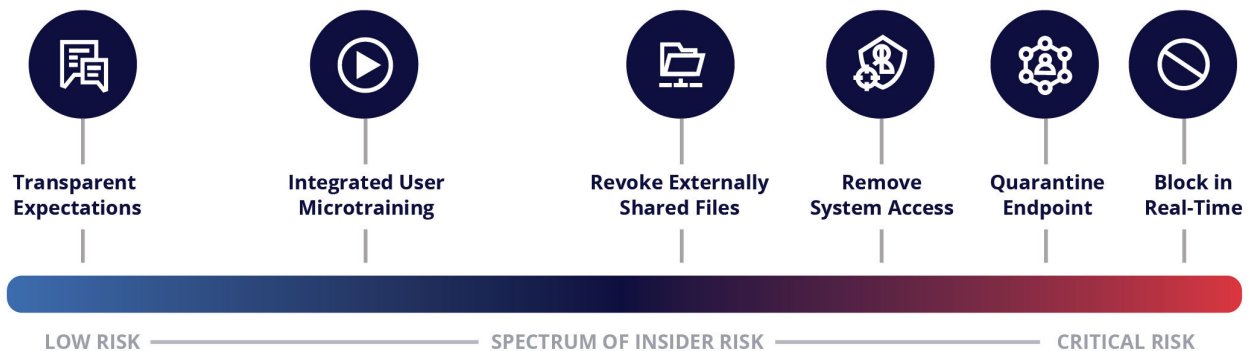 Transparent
Expectations
Integrated User
Microtraining
Revoke Externally
Shared Files
Remove
System Access
Quarantine
Endpoint
Block in
Real-Time
LOW RISK
SPECTRUM OF INSIDER RISK
CRITICAL RISK